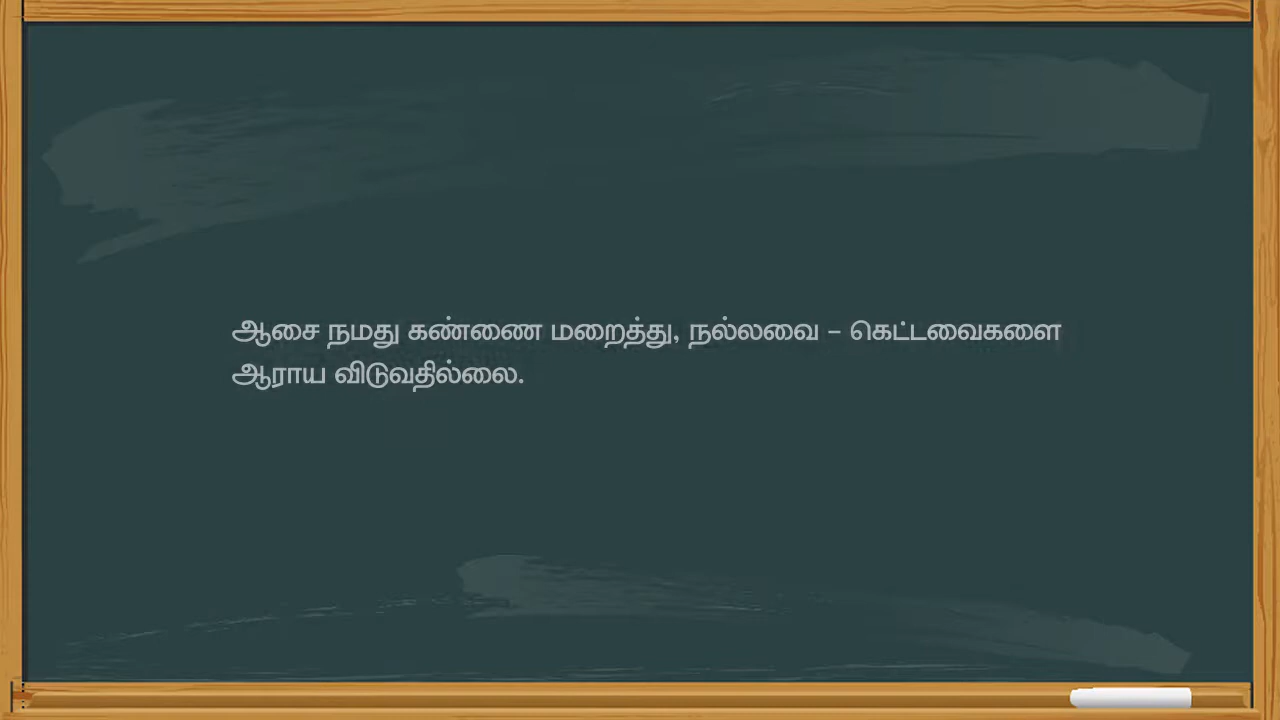 ஆசை நமது கண்ணை மறைத்து, நல்லவை – கெட்டவைகளை
ஆராய விடுவதில்லை.